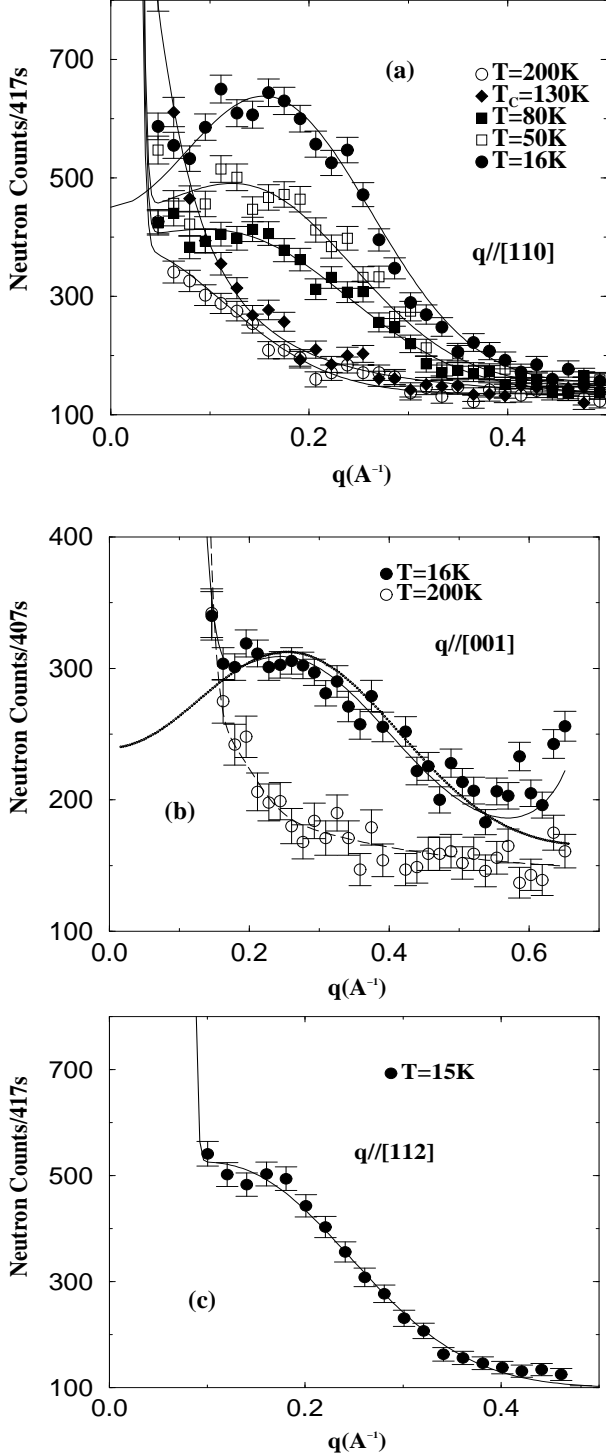 700
500
300
100
Neutron Counts/417s
(a)
T=200K
T_C=130K
T=80K
T=50K
T=16K
q//[110]
0.0
0.2
0.4
q(A⁻¹)
400
300
200
100
Neutron Counts/407s
T=16K
T=200K
q//[001]
(b)
0.0
0.2
0.4
0.6
q(A⁻¹)
700
500
300
100
Neutron Counts/417s
T=15K
q//[112]
(c)
0.0
0.2
0.4
q(A⁻¹)